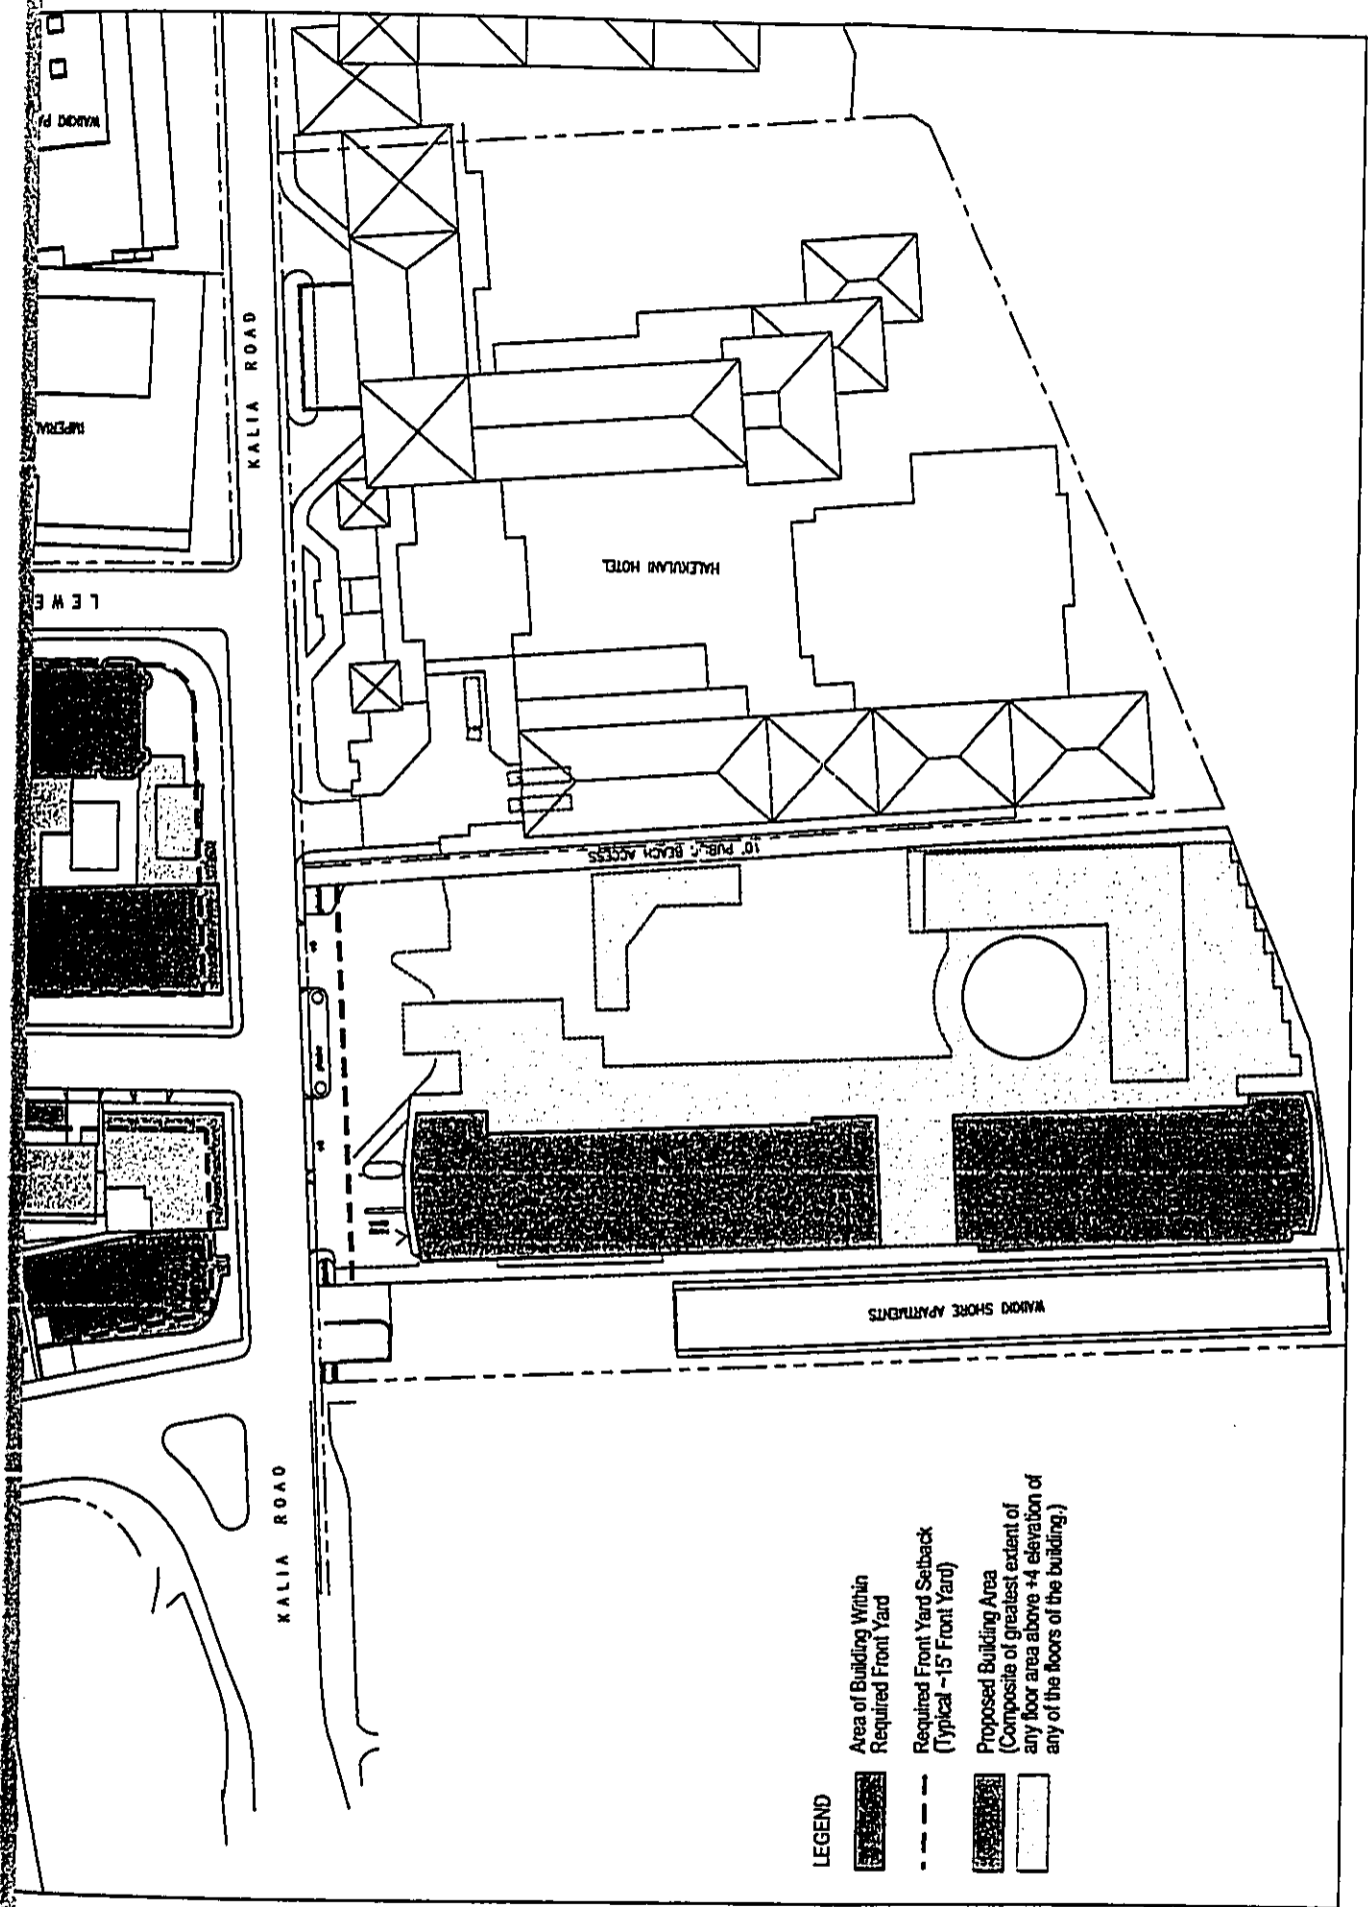 WAIKIKI
IMPERIAL
KALIA ROAD
LEWE
HALEKULANI HOTEL
10' PUBLIC BEACH ACCESS
WAIKIKI SHORE APARTMENTS
KALIA ROAD
LEGEND
Area of Building Within
Required Front Yard
Required Front Yard Setback
(Typical ~15' Front Yard)
Proposed Building Area
(Composite of greatest extent of
any floor area above +4 elevation of
any of the floors of the building.)